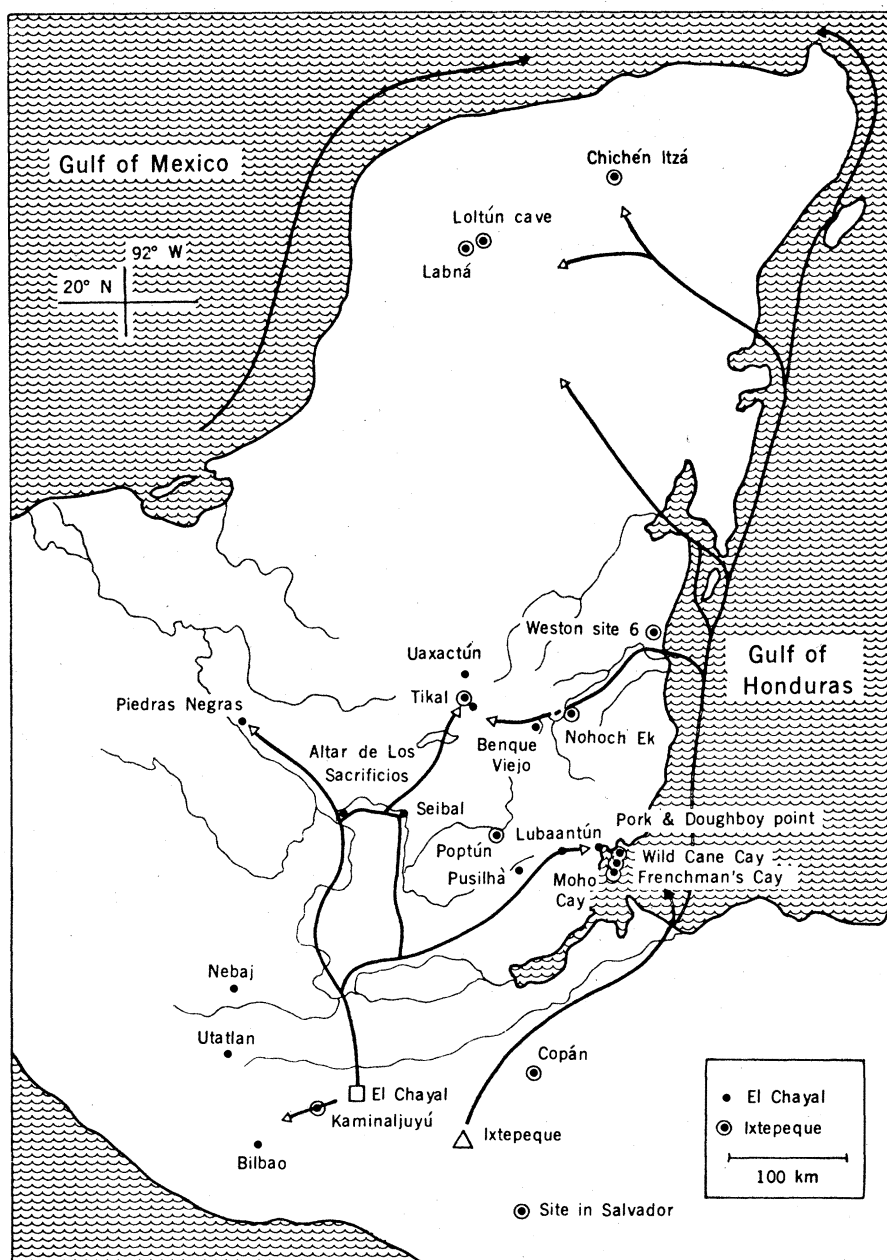 Gulf of Mexico
Chichén Itzá
Loltún cave
Labná
92° W
20° N
Weston site 6
Gulf of
Honduras
Uaxactún
Tikal
Piedras Negras
Benque
Viejo
Nohoch Ek
Altar de Los
Sacrificios
Seibal
Pork & Doughboy point
Lubaantún
Poptún
Wild Cane Cay
Pusilhà
Moho
Cay
Frenchman's Cay
Nebaj
Utatlan
Copán
El Chayal
Kaminaljuyú
Ixtepeque
Bilbao
Site in Salvador
El Chayal
Ixtepeque
100 km